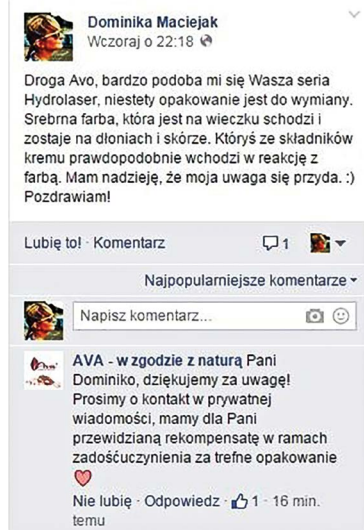 Dominika Maciejak
Wczoraj o 22:18
Droga Avo, bardzo podoba mi się Wasza seria
Hydrolaser, niestety opakowanie jest do wymiany.
Srebrna farba, która jest na wieczku schodzi i
zostaje na dłoniach i skórze. Któryś ze składników
kremu prawdopodobnie wchodzi w reakcję z
farbą. Mam nadzieję, że moja uwaga się przyda. :)
Pozdrawiam!
Lubię to! · Komentarz
1
Najpopularniejsze komentarze
Napisz komentarz...
AVA - w zgodzie z naturą Pani
Dominiko, dziękujemy za uwagę!
Prosimy o kontakt w prywatnej
wiadomości, mamy dla Pani
przewidzianą rekompensatę w ramach
zadośćuczynienia za trefne opakowanie
Nie lubię · Odpowiedz · 1 · 16 min.
temu